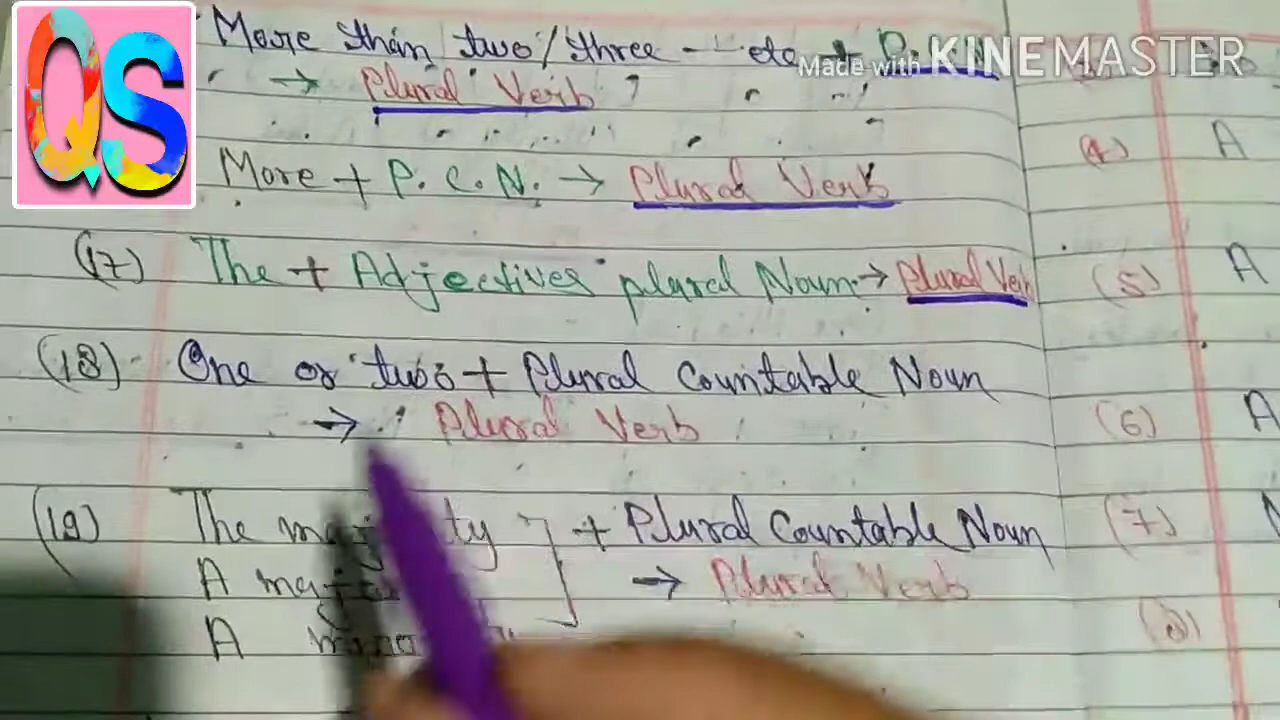 QS
More than two/three - - etc + P.C.N.
Made with KINEMASTER
→ Plural Verb
More + P.C.N. → Plural Verb
(4) A
(17) The + Adjectives plural Noun → Plural Verb
(5) A
(18) One or two + Plural Countable Noun
→ Plural Verb
(6) A
(19) The majority + Plural Countable Noun
(7)
→ Plural Verb
A
A